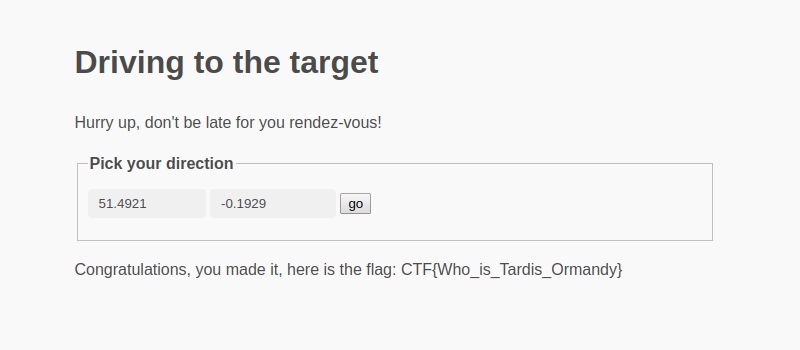 Driving to the target
Hurry up, don't be late for you rendez-vous!
Pick your direction
51.4921 -0.1929 go
Congratulations, you made it, here is the flag: CTF{Who_is_Tardis_Ormandy}